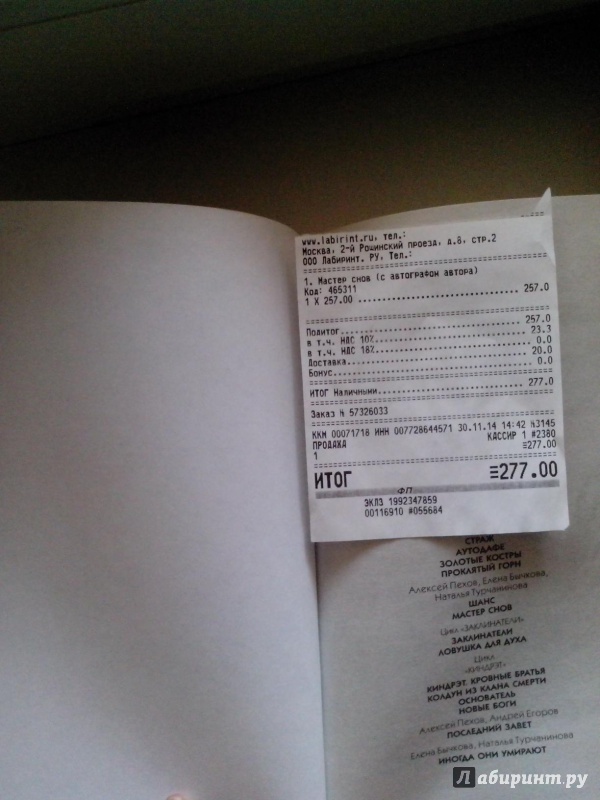 www.labirint.ru, тел.:
Москва, 2-й Рощинский проезд, д.8, стр.2
ООО Лабиринт. РУ, Тел.:
1. Мастер снов (с автографом автора)
Код: 465311
1 X 257.00 .......... 257.0
Подитог .......... 257.0
в т.ч. НДС 10% .......... 23.3
в т.ч. НДС 18% .......... 0.0
Доставка .......... 20.0
Бонус .......... 0.0
ИТОГ Наличными .......... 277.0
Заказ N 57326033
ККМ 00071718 ИНН 007728644571 30.11.14 14:42 №3145
ПРОДАЖА КАССИР 1 #2380
1 =277.00
ИТОГ =277.00
ФП
ЭКЛЗ 1992347859
00116910 #055684
СТРАЖ
АУТОДАФЕ
ЗОЛОТЫЕ КОСТРЫ
ПРОКЛЯТЫЙ ГОРН
Алексей Пехов, Елена Бычкова,
Наталья Турчанинова
ШАНС
МАСТЕР СНОВ
Цикл «ЗАКЛИНАТЕЛИ»
ЗАКЛИНАТЕЛИ
ЛОВУШКА ДЛЯ ДУХА
Цикл
«КИНДРЭТ»
КИНДРЭТ. КРОВНЫЕ БРАТЬЯ
КОЛДУН ИЗ КЛАНА СМЕРТИ
ОСНОВАТЕЛЬ
НОВЫЕ БОГИ
Алексей Пехов, Андрей Егоров
ПОСЛЕДНИЙ ЗАВЕТ
Елена Бычкова, Наталья Турчанинова
ИНОГДА ОНИ УМИРАЮТ
Лабиринт.ру